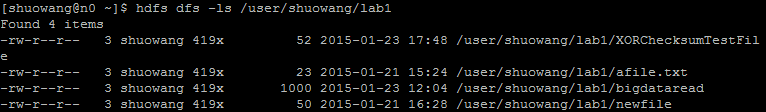 [shuowang@n0 ~]$ hdfs dfs -ls /user/shuowang/lab1
Found 4 items
-rw-r--r--   3 shuowang 419x         52 2015-01-23 17:48 /user/shuowang/lab1/XORChecksumTestFil
e
-rw-r--r--   3 shuowang 419x         23 2015-01-21 15:24 /user/shuowang/lab1/afile.txt
-rw-r--r--   3 shuowang 419x       1000 2015-01-23 12:04 /user/shuowang/lab1/bigdataread
-rw-r--r--   3 shuowang 419x         50 2015-01-21 16:28 /user/shuowang/lab1/newfile